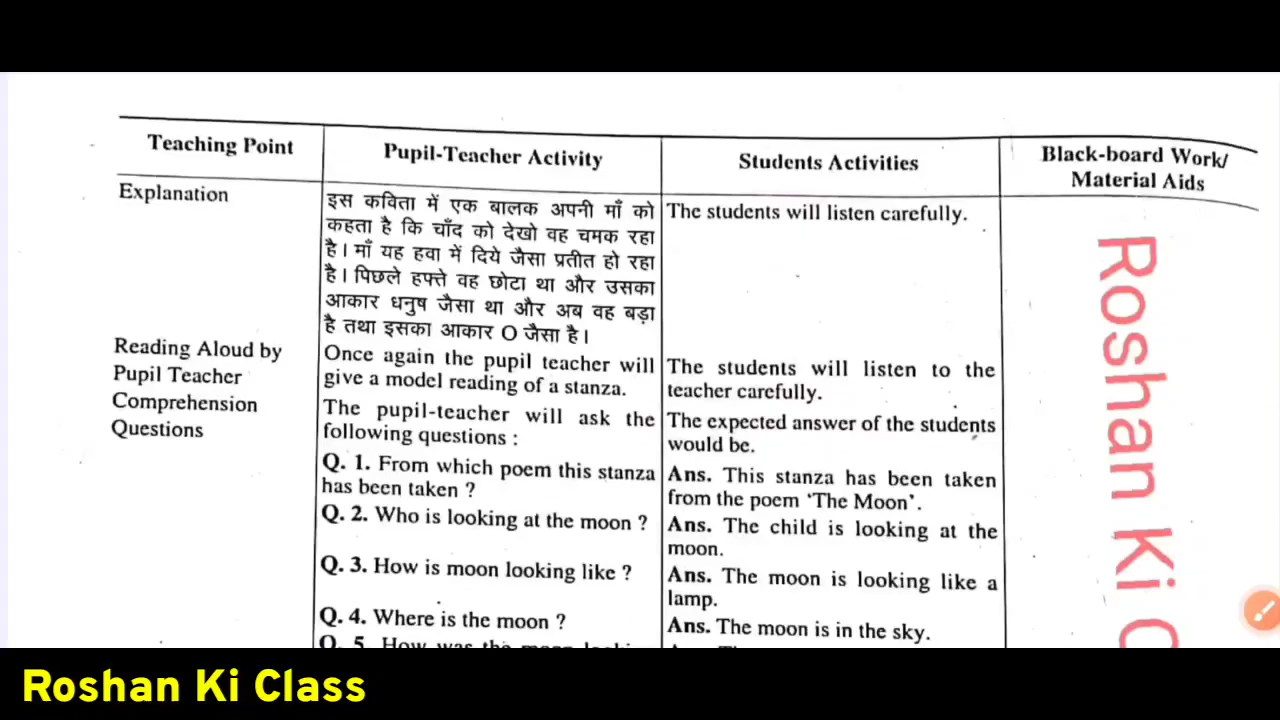 Teaching Point
Pupil-Teacher Activity
Students Activities
Black-board Work/
Material Aids
Explanation
इस कविता में एक बालक अपनी माँ को
कहता है कि चाँद को देखो वह चमक रहा
है। माँ यह हवा में दिये जैसा प्रतीत हो रहा
है। पिछले हफ्ते वह छोटा था और उसका
आकार धनुष जैसा था और अब वह बड़ा
है तथा इसका आकार O जैसा है।
The students will listen carefully.
Reading Aloud by
Pupil Teacher
Once again the pupil teacher will
give a model reading of a stanza.
The students will listen to the
teacher carefully.
Comprehension
Questions
The pupil-teacher will ask the
following questions :
The expected answer of the students
would be.
Q. 1. From which poem this stanza
has been taken ?
Ans. This stanza has been taken
from the poem ‘The Moon’.
Q. 2. Who is looking at the moon ?
Ans. The child is looking at the
moon.
Q. 3. How is moon looking like ?
Ans. The moon is looking like a
lamp.
Q. 4. Where is the moon ?
Ans. The moon is in the sky.
Q. 5. How was the moon
Roshan Ki
Roshan Ki Class